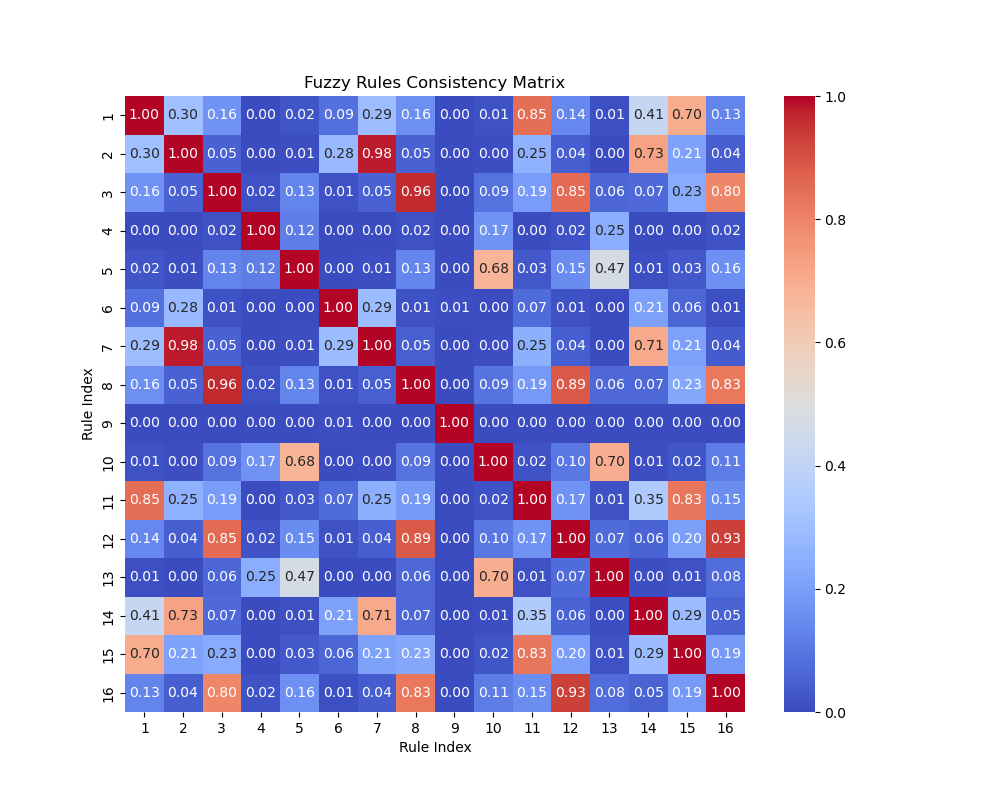 Fuzzy Rules Consistency Matrix
1 1.00 0.30 0.16 0.00 0.02 0.09 0.29 0.16 0.00 0.01 0.85 0.14 0.01 0.41 0.70 0.13
2 0.30 1.00 0.05 0.00 0.01 0.28 0.98 0.05 0.00 0.00 0.25 0.04 0.00 0.73 0.21 0.04
3 0.16 0.05 1.00 0.02 0.13 0.01 0.05 0.96 0.00 0.09 0.19 0.85 0.06 0.07 0.23 0.80
4 0.00 0.00 0.02 1.00 0.12 0.00 0.00 0.02 0.00 0.17 0.00 0.02 0.25 0.00 0.00 0.02
5 0.02 0.01 0.13 0.12 1.00 0.00 0.01 0.13 0.00 0.68 0.03 0.15 0.47 0.01 0.03 0.16
6 0.09 0.28 0.01 0.00 0.00 1.00 0.29 0.01 0.01 0.00 0.07 0.01 0.00 0.21 0.06 0.01
7 0.29 0.98 0.05 0.00 0.01 0.29 1.00 0.05 0.00 0.00 0.25 0.04 0.00 0.71 0.21 0.04
8 0.16 0.05 0.96 0.02 0.13 0.01 0.05 1.00 0.00 0.09 0.19 0.89 0.06 0.07 0.23 0.83
9 0.00 0.00 0.00 0.00 0.00 0.01 0.00 0.00 1.00 0.00 0.00 0.00 0.00 0.00 0.00 0.00
10 0.01 0.00 0.09 0.17 0.68 0.00 0.00 0.09 0.00 1.00 0.02 0.10 0.70 0.01 0.02 0.11
11 0.85 0.25 0.19 0.00 0.03 0.07 0.25 0.19 0.00 0.02 1.00 0.17 0.01 0.35 0.83 0.15
12 0.14 0.04 0.85 0.02 0.15 0.01 0.04 0.89 0.00 0.10 0.17 1.00 0.07 0.06 0.20 0.93
13 0.01 0.00 0.06 0.25 0.47 0.00 0.00 0.06 0.00 0.70 0.01 0.07 1.00 0.00 0.01 0.08
14 0.41 0.73 0.07 0.00 0.01 0.21 0.71 0.07 0.00 0.01 0.35 0.06 0.00 1.00 0.29 0.05
15 0.70 0.21 0.23 0.00 0.03 0.06 0.21 0.23 0.00 0.02 0.83 0.20 0.01 0.29 1.00 0.19
16 0.13 0.04 0.80 0.02 0.16 0.01 0.04 0.83 0.00 0.11 0.15 0.93 0.08 0.05 0.19 1.00
1 2 3 4 5 6 7 8 9 10 11 12 13 14 15 16
Rule Index
Rule Index
1.0
0.8
0.6
0.4
0.2
0.0